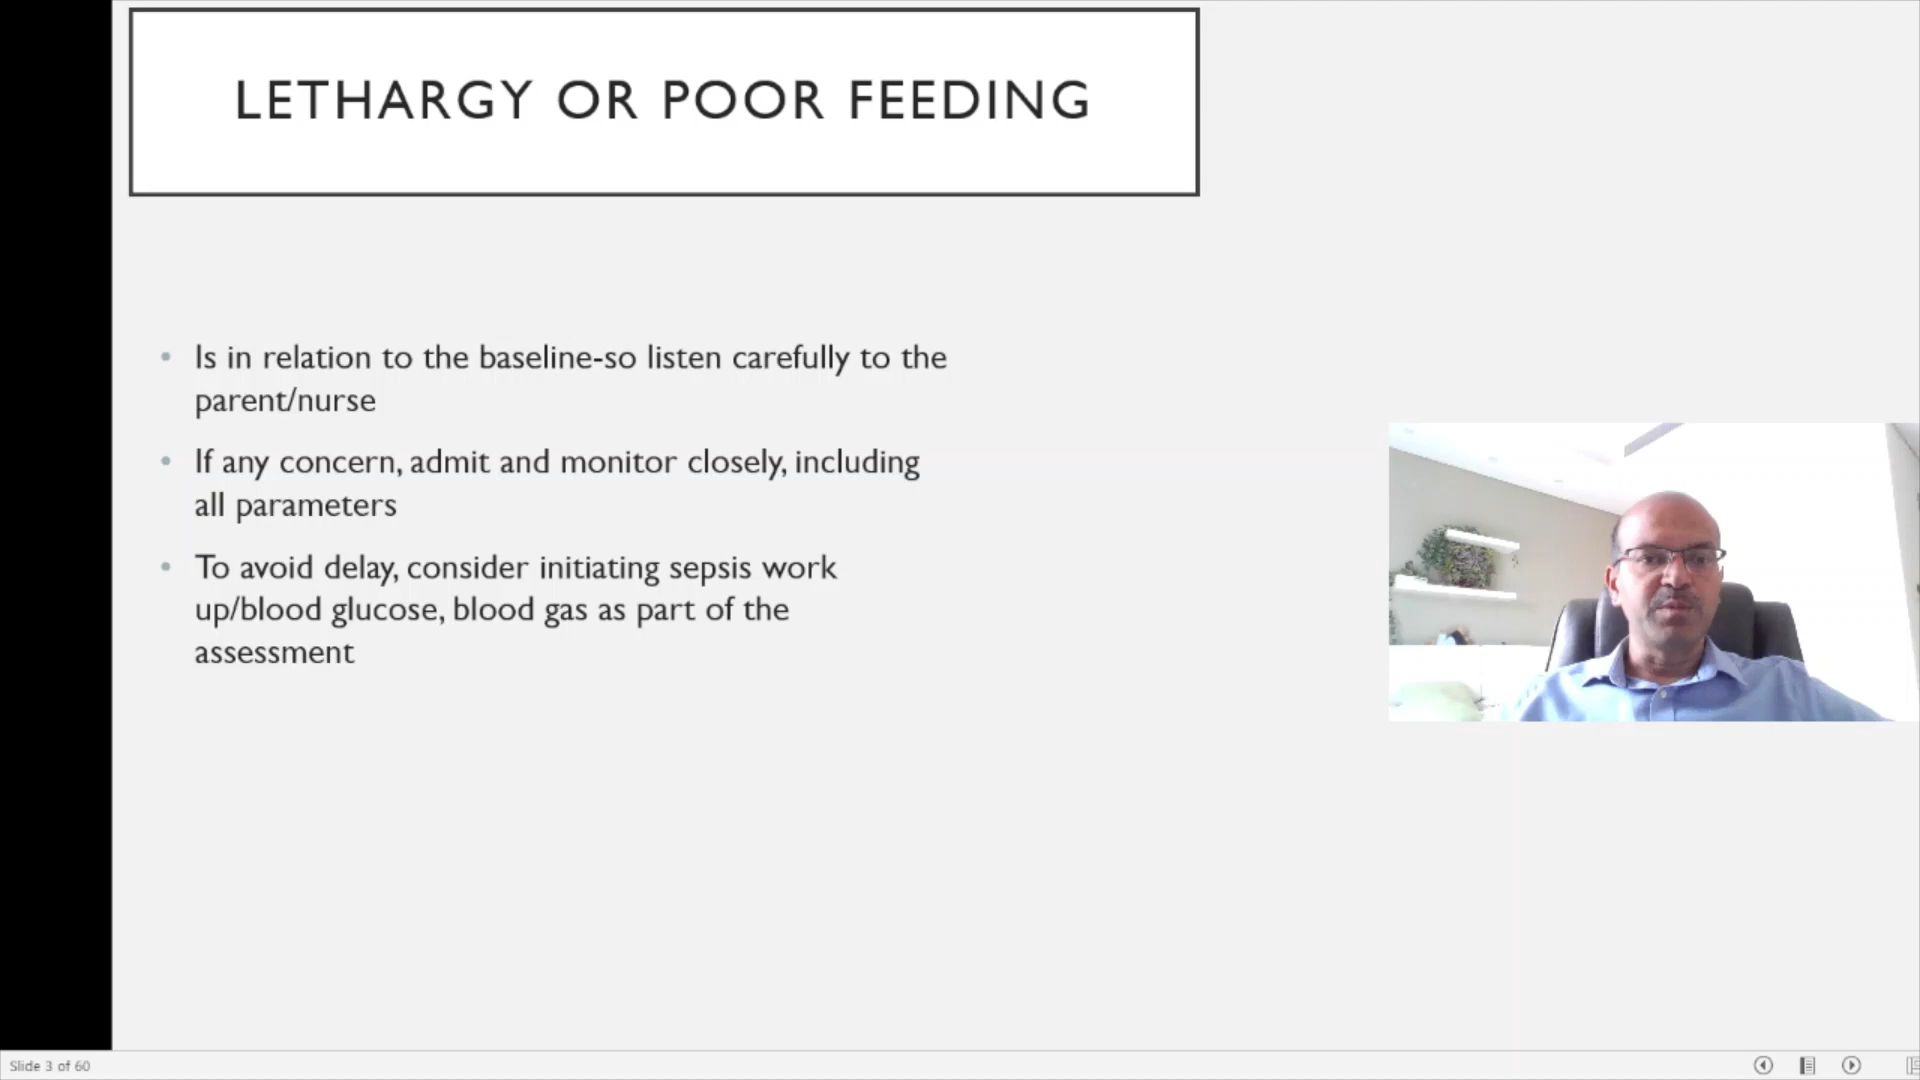 LETHARGY OR POOR FEEDING
• Is in relation to the baseline-so listen carefully to the
parent/nurse
• If any concern, admit and monitor closely, including
all parameters
• To avoid delay, consider initiating sepsis work
up/blood glucose, blood gas as part of the
assessment
Slide 3 of 60